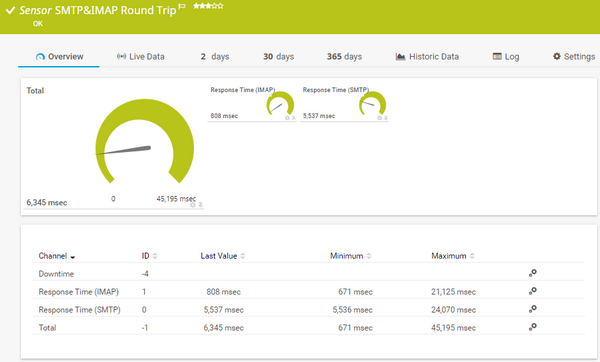 Sensor SMTP&IMAP Round Trip
OK
Overview Live Data 2 days 30 days 365 days Historic Data Log Settings
Total
Response Time (IMAP) Response Time (SMTP)
808 msec 5,537 msec
6,345 msec 0 45,195 msec
Channel ID Last Value Minimum Maximum
Downtime -4
Response Time (IMAP) 1 808 msec 671 msec 21,125 msec
Response Time (SMTP) 0 5,537 msec 5,536 msec 24,070 msec
Total -1 6,345 msec 671 msec 45,195 msec